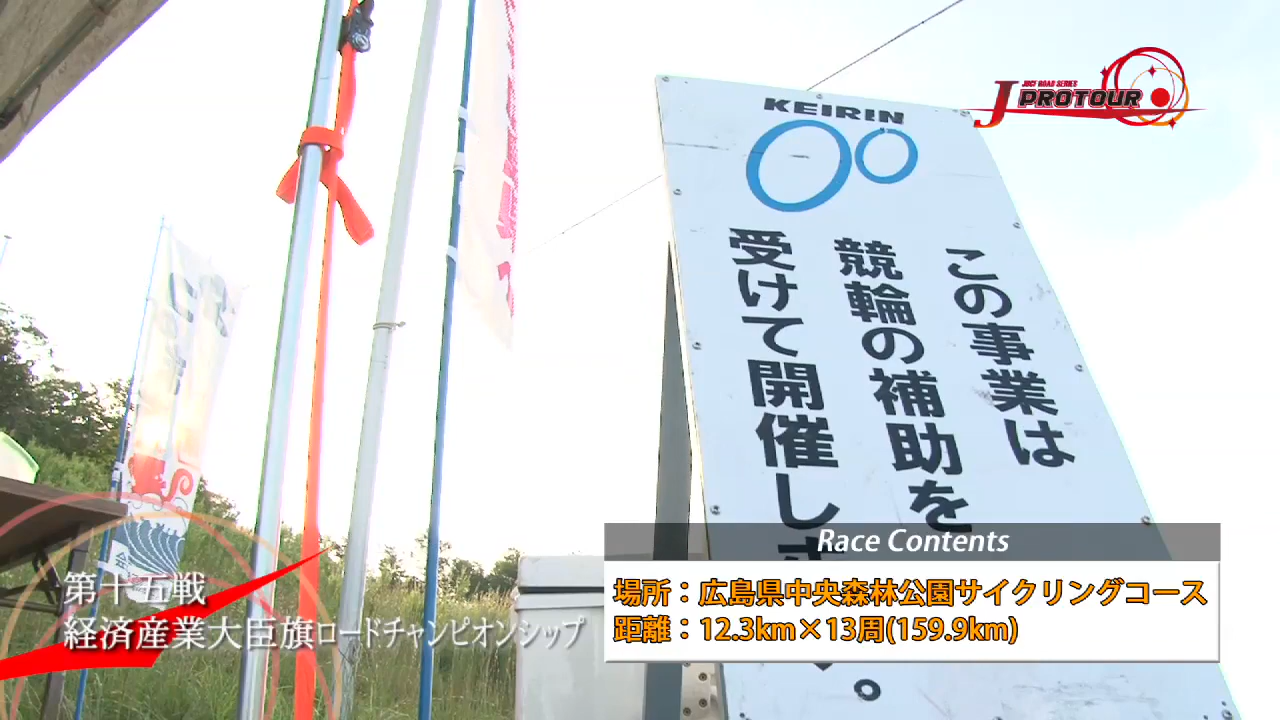 JBCF ROAD SERIES
J PROTOUR
KEIRIN
この事業は
競輪の補助を
受けて開催します。
Race Contents
場所：広島県中央森林公園サイクリングコース
距離：12.3km×13周(159.9km)
第十五戦
経済産業大臣旗ロードチャンピオンシップ